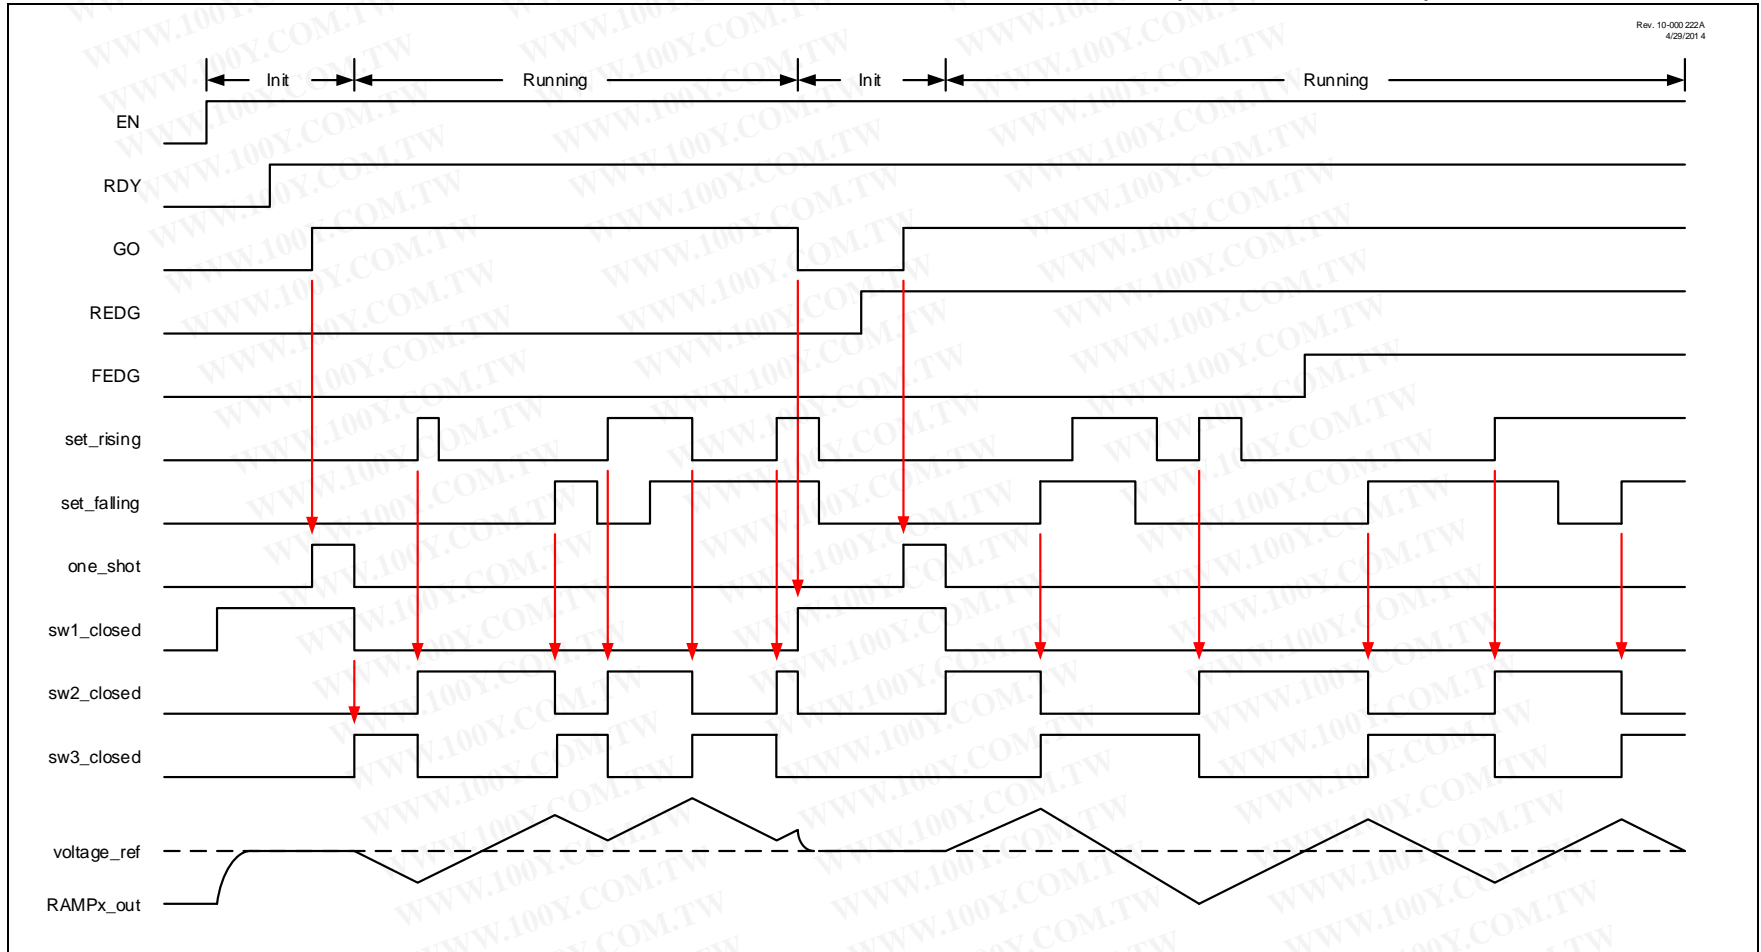 Rev. 10-000222A
4/29/2014
Init
Running
Init
Running
EN
RDY
GO
REDG
FEDG
set_rising
set_falling
one_shot
sw1_closed
sw2_closed
sw3_closed
voltage_ref
RAMPx_out
WWW.100Y.COM.TW